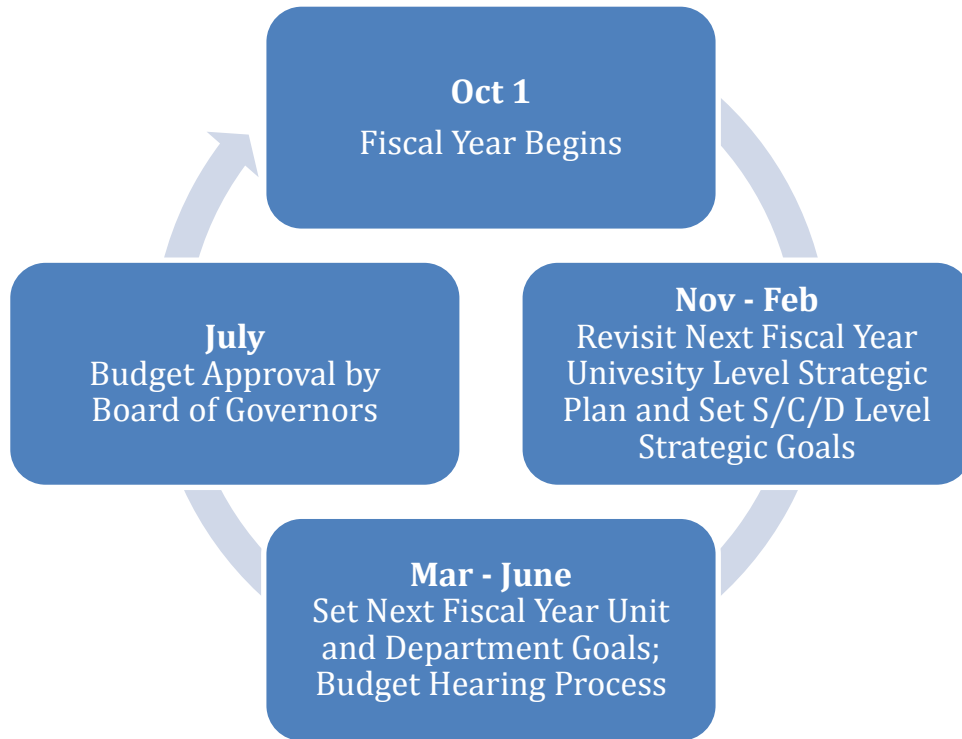 Oct 1
Fiscal Year Begins
Nov - Feb
Revisit Next Fiscal Year
Univesity Level Strategic
Plan and Set S/C/D Level
Strategic Goals
Mar - June
Set Next Fiscal Year Unit
and Department Goals;
Budget Hearing Process
July
Budget Approval by
Board of Governors